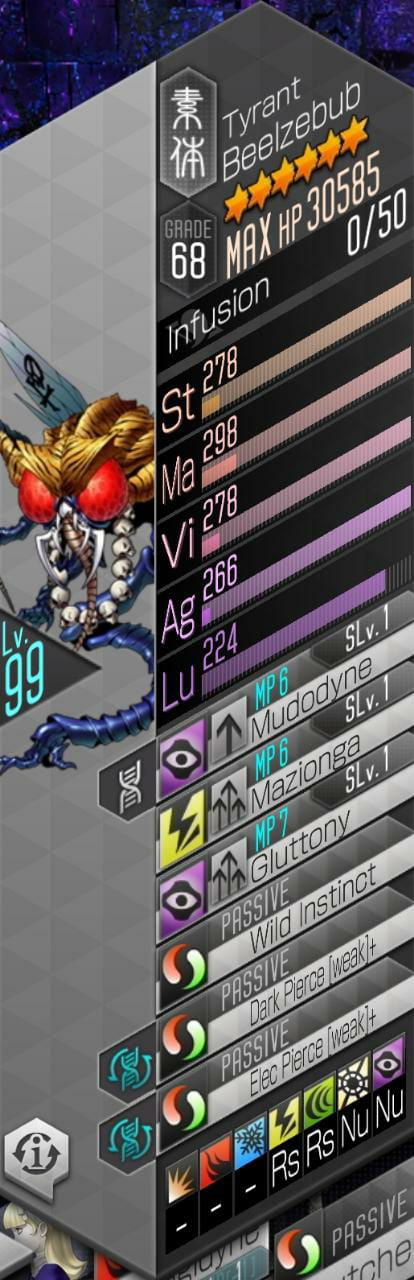 素体
Tyrant
Beelzebub
GRADE
68
MAX HP 30585
0/50
Infusion
St 278
Ma 298
Vi 278
Ag 266
Lu 224
Lv.
99
SLv.1
MP 6
Mudodyne
SLv.1
MP 6
Mazionga
SLv.1
MP 7
Gluttony
PASSIVE
Wild Instinct
PASSIVE
Dark Pierce [weak]+
PASSIVE
Elec Pierce [weak]+
- - - Rs Rs Nu Nu
PASSIVE